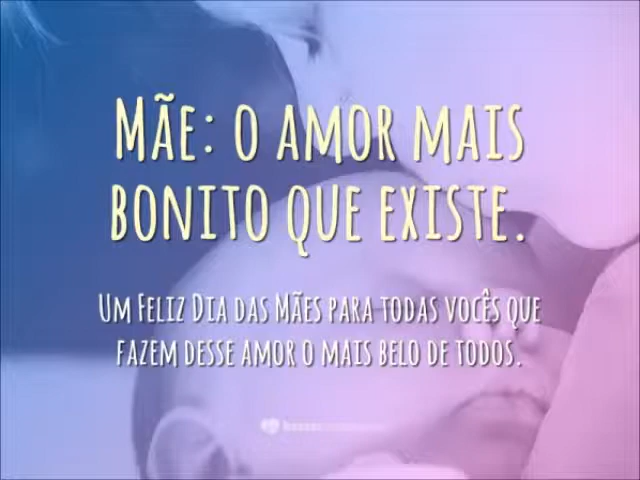 Mãe: o amor mais
bonito que existe.
Um Feliz Dia das Mães para todas vocês que
fazem desse amor o mais belo de todos.